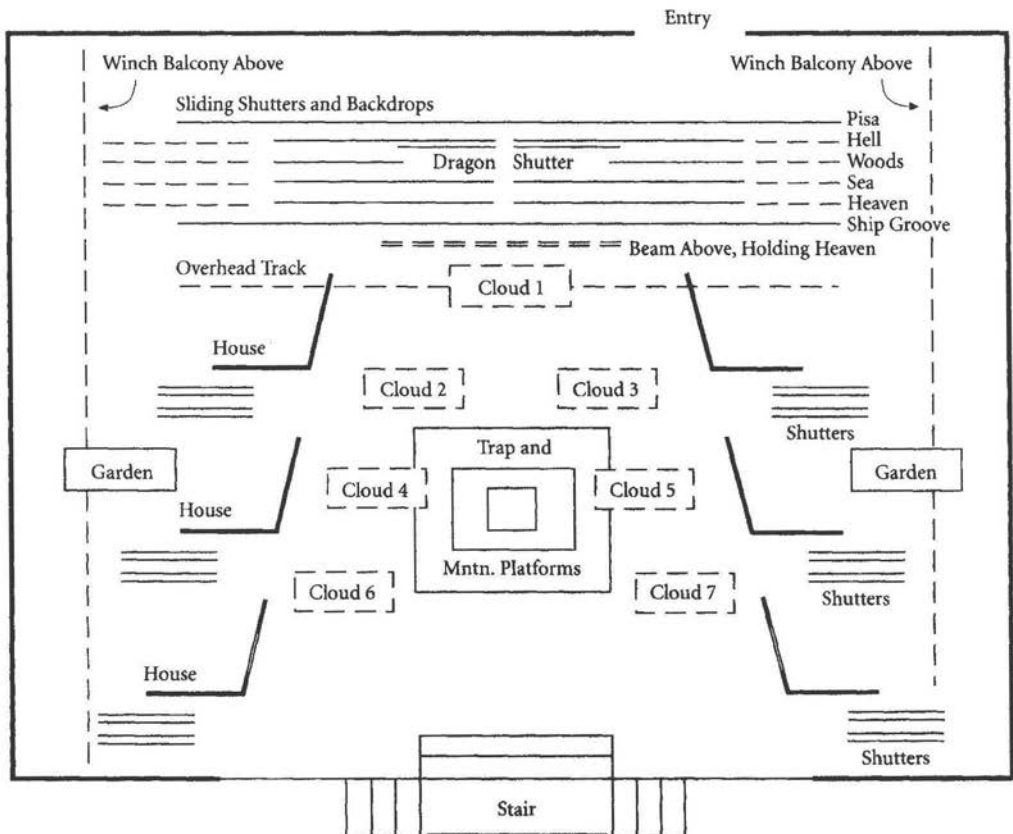 Entry
Winch Balcony Above
Winch Balcony Above
Sliding Shutters and Backdrops
Pisa
Hell
Dragon Shutter
Woods
Sea
Heaven
Ship Groove
Beam Above, Holding Heaven
Overhead Track
Cloud 1
House
Cloud 2
Cloud 3
Shutters
Trap and
Garden
Cloud 4
Cloud 5
Garden
House
Mntn. Platforms
Cloud 6
Cloud 7
Shutters
House
Shutters
Stair